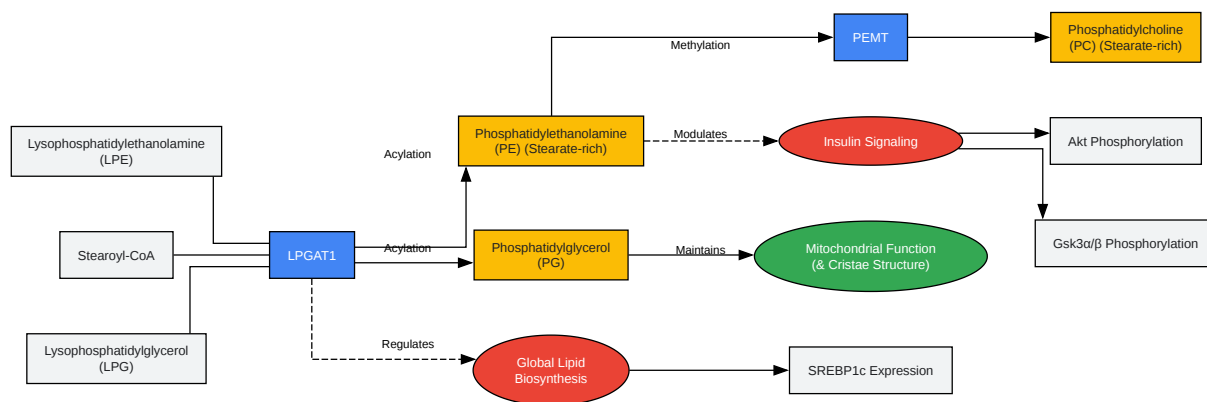 Methylation
PEMT
Phosphatidylcholine
(PC) (Stearate-rich)
Lysophosphatidylethanolamine
(LPE)
Acylation
Phosphatidylethanolamine
(PE) (Stearate-rich)
Modulates
Insulin Signaling
Akt Phosphorylation
Stearoyl-CoA
LPGAT1
Acylation
Phosphatidylglycerol
(PG)
Maintains
Mitochondrial Function
(& Cristae Structure)
Gsk3α/β Phosphorylation
Lysophosphatidylglycerol
(LPG)
Regulates
Global Lipid
Biosynthesis
SREBP1c Expression